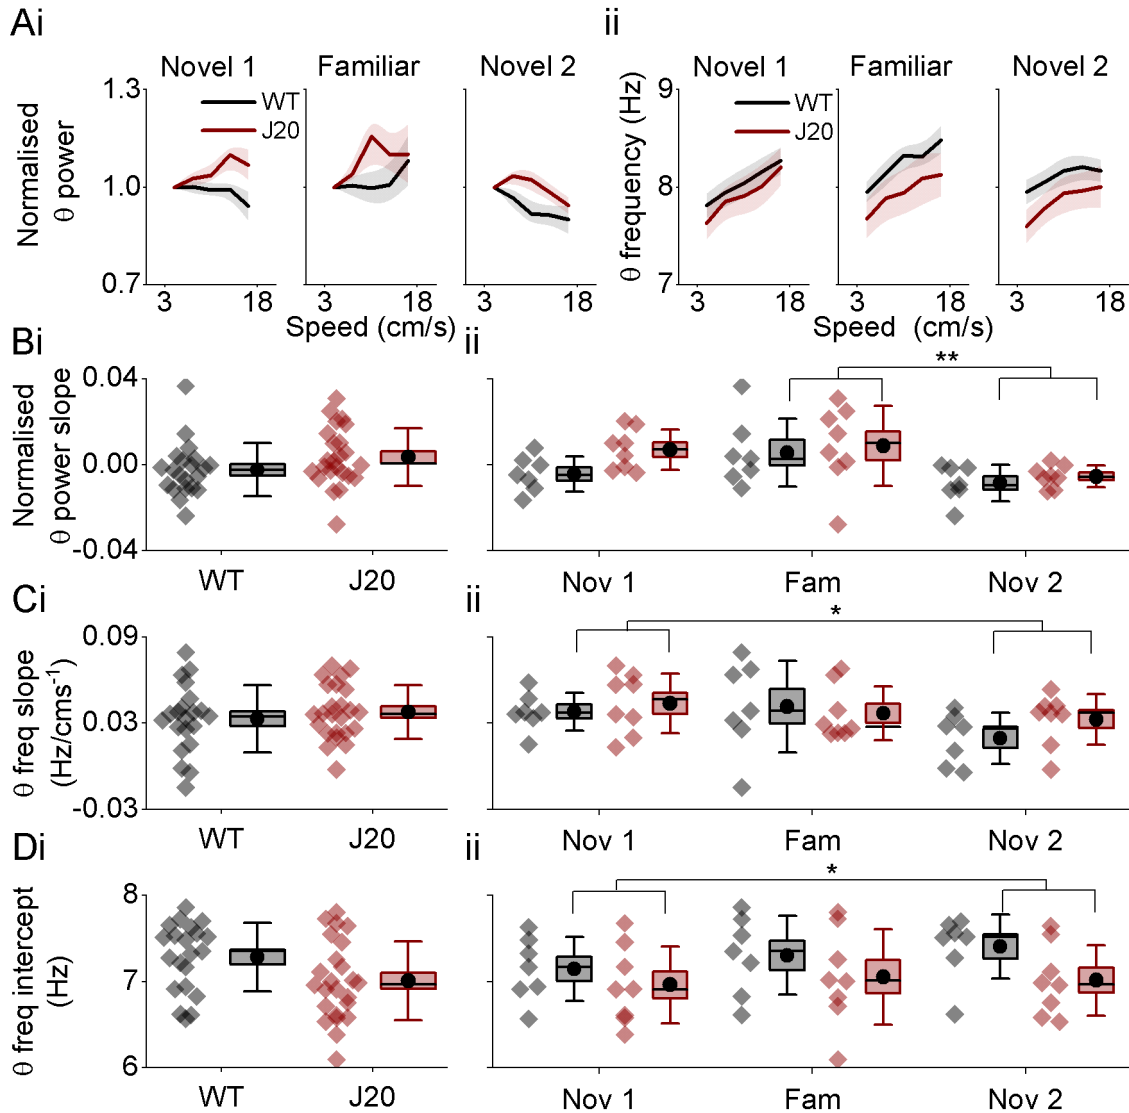 Ai
ii
Novel 1
Familiar
Novel 2
Novel 1
Familiar
Novel 2
Normalised
θ power
1.3
1.0
0.7
WT
J20
3
18
3
18
3
18
Speed (cm/s)
θ frequency (Hz)
9
8
7
WT
J20
3
18
3
18
3
18
Speed (cm/s)
Bi
ii
Normalised
θ power slope
0.04
0.00
-0.04
**
WT
J20
Nov 1
Fam
Nov 2
Ci
ii
θ freq slope
(Hz/cms⁻¹)
0.09
0.03
-0.03
*
WT
J20
Nov 1
Fam
Nov 2
Di
ii
θ freq intercept
(Hz)
8
7
6
*
WT
J20
Nov 1
Fam
Nov 2